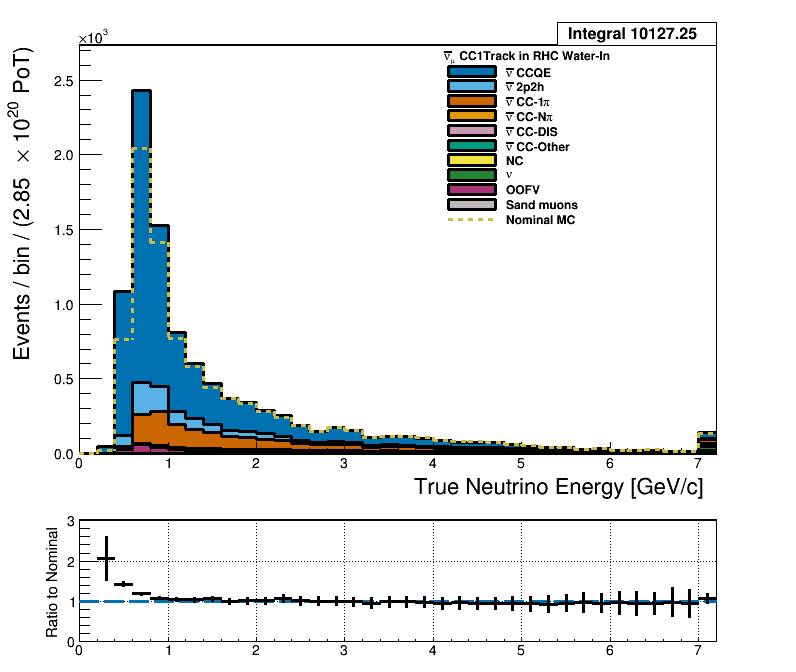 Integral 10127.25
×10³
ν̅μ CC1Track in RHC Water-In
ν̅ CCQE
ν̅ 2p2h
ν̅ CC-1π
ν̅ CC-Nπ
ν̅ CC-DIS
ν̅ CC-Other
NC
ν
OOFV
Sand muons
Nominal MC
Events / bin / (2.85 × 10²⁰ PoT)
2.5
2.0
1.5
1.0
0.5
0.0
0 1 2 3 4 5 6 7
True Neutrino Energy [GeV/c]
Ratio to Nominal
3
2
1
0
0 1 2 3 4 5 6 7